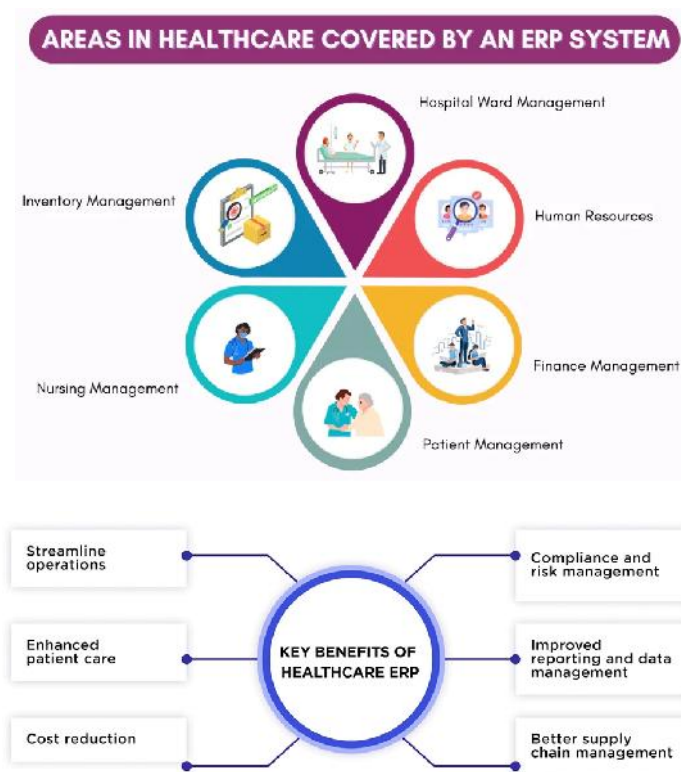 AREAS IN HEALTHCARE COVERED BY AN ERP SYSTEM
Hospital Ward Management
Inventory Management
Human Resources
Finance Management
Nursing Management
Patient Management
Streamline
operations
Enhanced
patient care
Cost reduction
KEY BENEFITS OF
HEALTHCARE ERP
Compliance and
risk management
Improved
reporting and data
management
Better supply
chain management